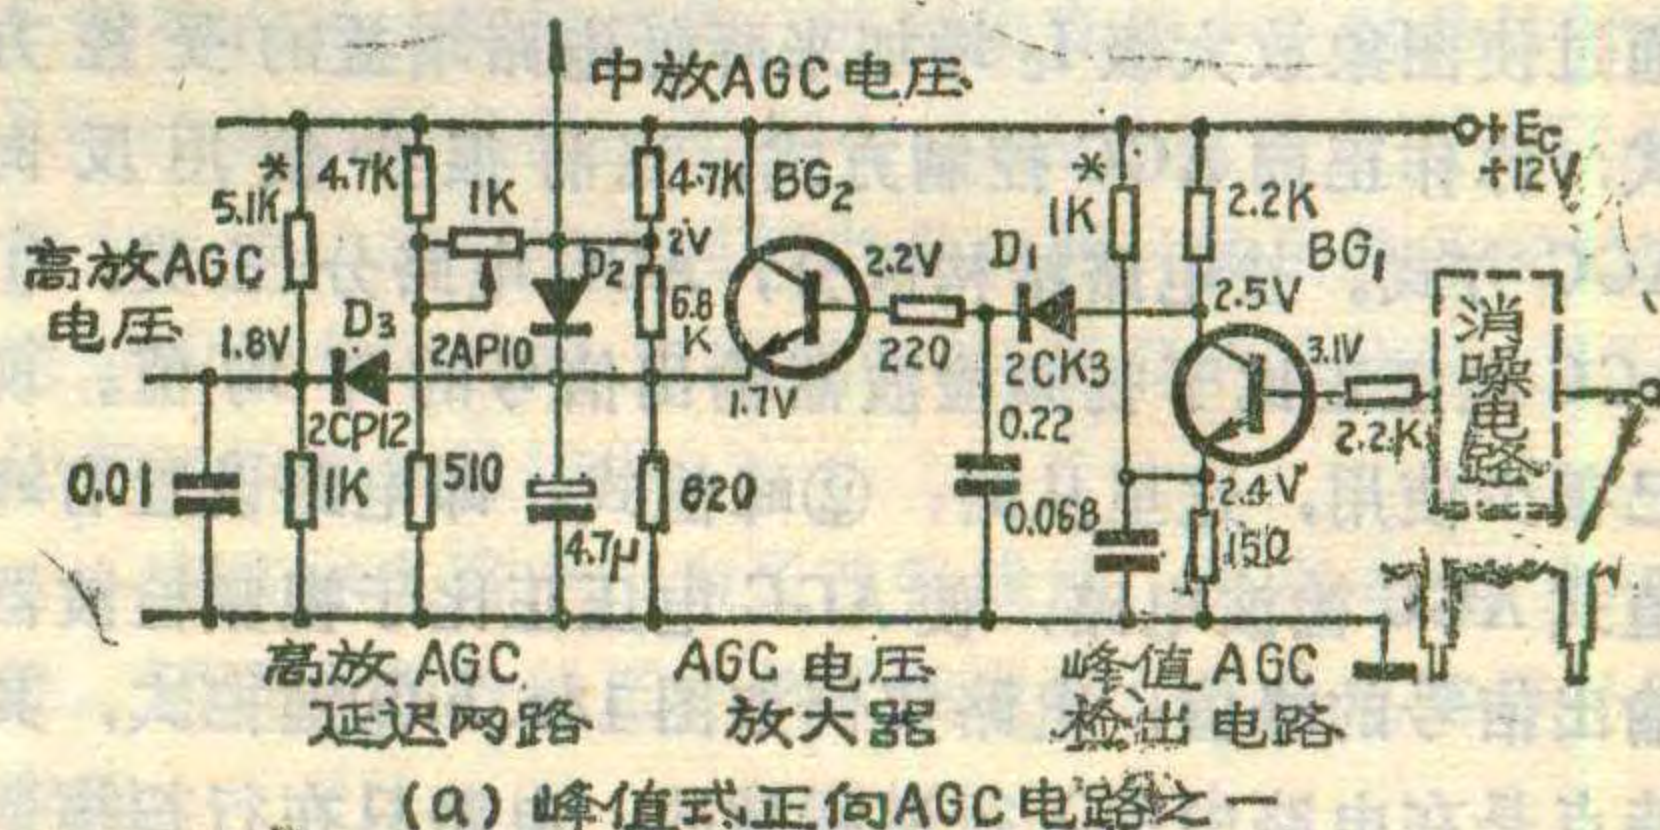 中放AGC电压
+EC
+12V
*
5.1K
4.7K
1K
4.7K
BG2
*
1K
2.2K
BG1
高放AGC
电压
2V
D2
2.2V
D1
1.8V
D3
2AP10
6.8
K
220
2CK3
2.5V
3.1V
消噪电路
2CP12
1.7V
0.22
2.2K
0.01
1K
510
4.7μ
820
0.068
2.4V
15Ω
高放AGC
延迟网路
AGC电压
放大器
峰值AGC
检出电路
(a) 峰值式正向AGC电路之一